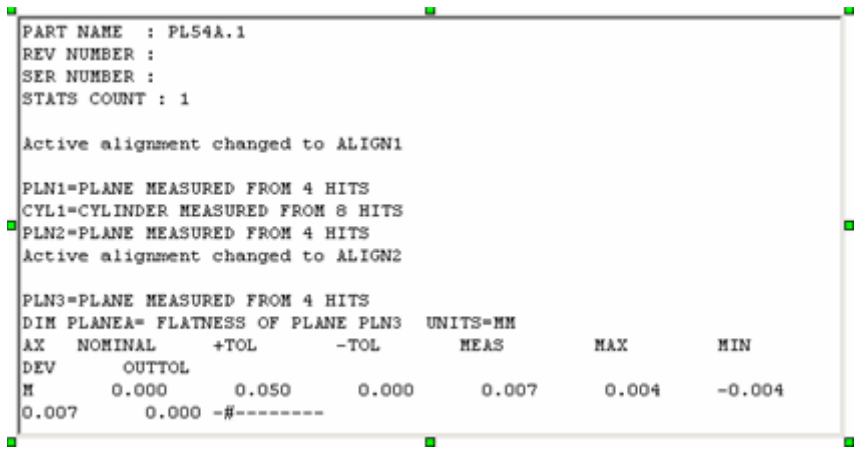 PART NAME  : PL54A.1
REV NUMBER :
SER NUMBER :
STATS COUNT : 1
Active alignment changed to ALIGN1
PLN1=PLANE MEASURED FROM 4 HITS
CYL1=CYLINDER MEASURED FROM 8 HITS
PLN2=PLANE MEASURED FROM 4 HITS
Active alignment changed to ALIGN2
PLN3=PLANE MEASURED FROM 4 HITS
DIM PLANEA= FLATNESS OF PLANE PLN3  UNITS=MM
AX   NOMINAL      +TOL       -TOL       MEAS       MAX        MIN
DEV       OUTTOL
M       0.000      0.050      0.000      0.007      0.004     -0.004
0.007      0.000 -#--------